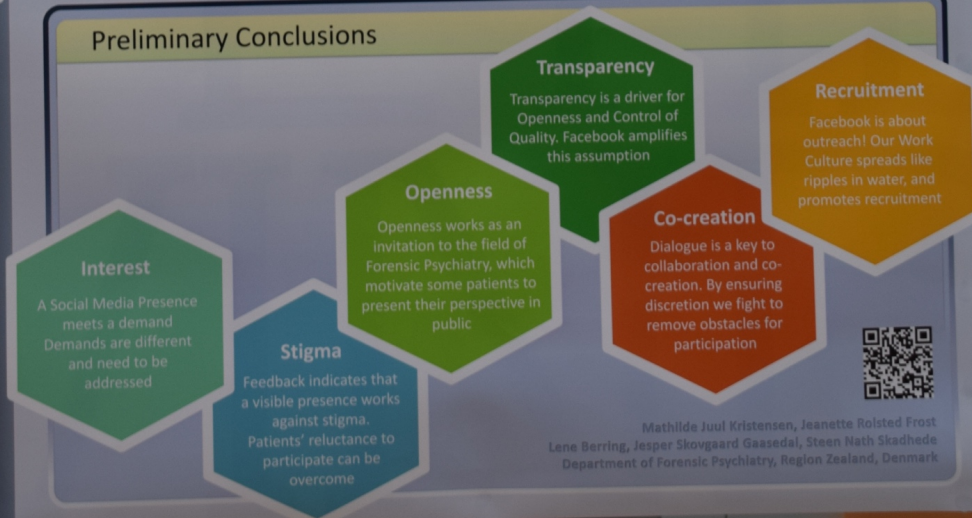 Preliminary Conclusions
Interest
A Social Media Presence
meets a demand
Demands are different
and need to be
addressed
Stigma
Feedback indicates that
a visible presence works
against stigma.
Patients' reluctance to
participate can be
overcome
Openness
Openness works as an
invitation to the field of
Forensic Psychiatry, which
motivate some patients to
present their perspective in
public
Transparency
Transparency is a driver for
Openness and Control of
Quality. Facebook amplifies
this assumption
Co-creation
Dialogue is a key to
collaboration and co-
creation. By ensuring
discretion we fight to
remove obstacles for
participation
Recruitment
Facebook is about
outreach! Our Work
Culture spreads like
ripples in water, and
promotes recruitment
Mathilde Juul Kristensen, Jeanette Rolsted Frost
Lene Berring, Jesper Skovgaard Gaasedal, Steen Nath Skadhede
Department of Forensic Psychiatry, Region Zealand, Denmark